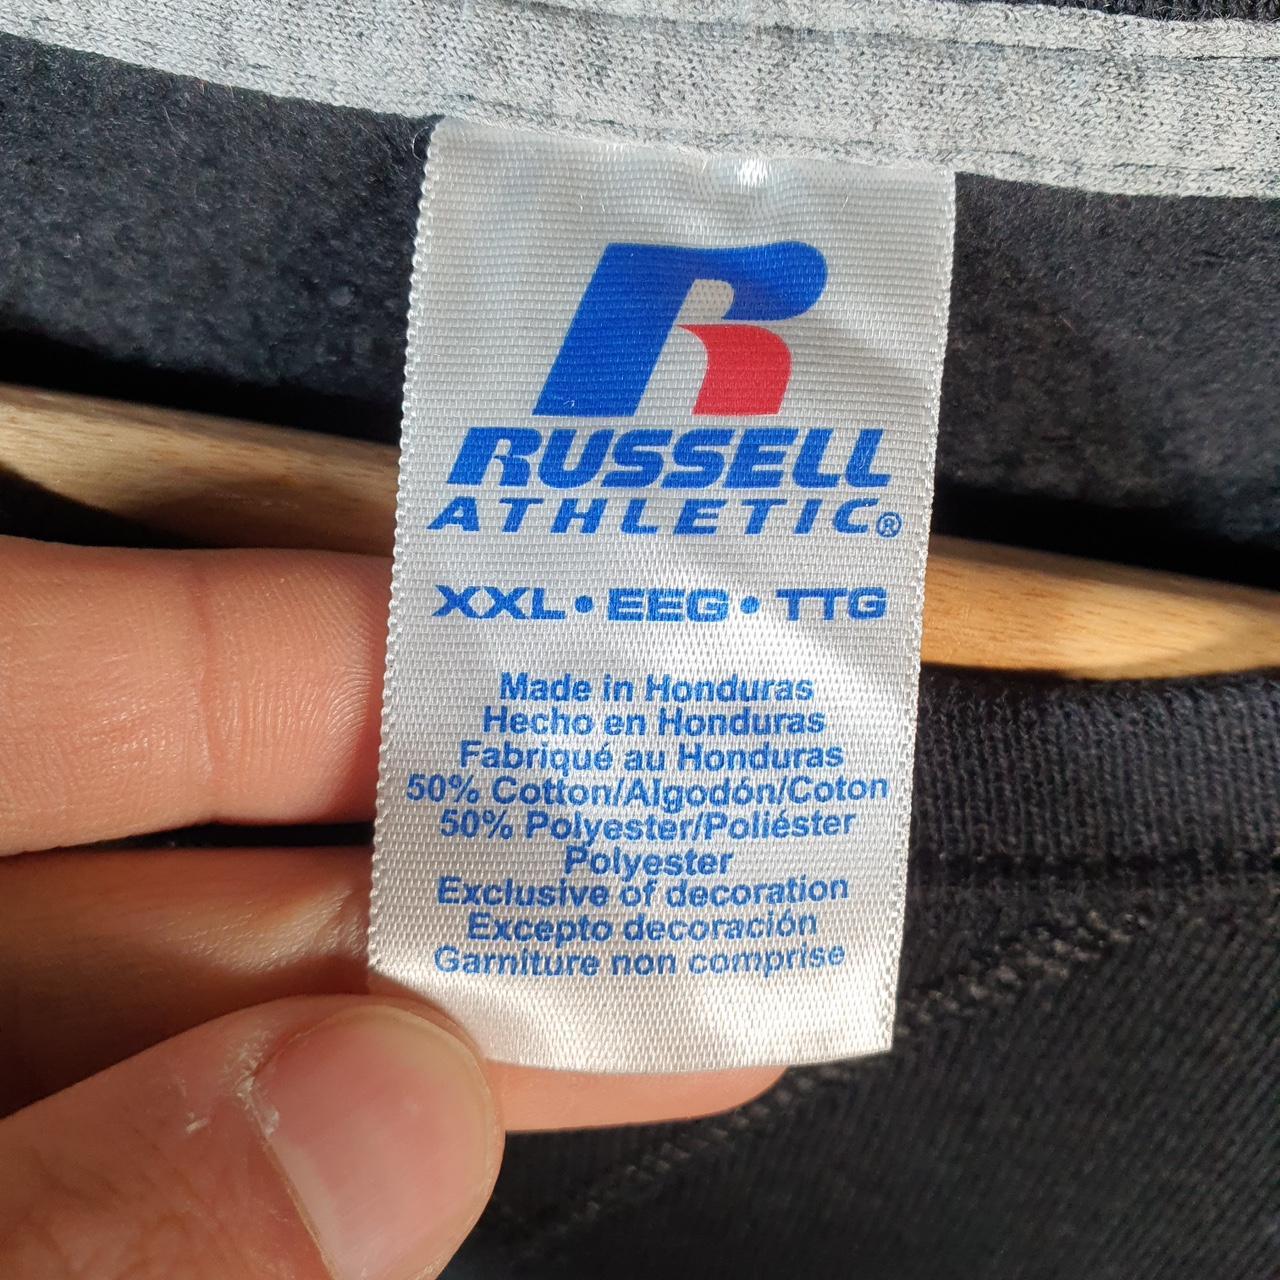 RUSSELL
ATHLETIC®
XXL • EEG • TTG
Made in Honduras
Hecho en Honduras
Fabriqué au Honduras
50% Cotton/Algodón/Coton
50% Polyester/Poliéster
Polyester
Exclusive of decoration
Excepto decoración
Garniture non comprise